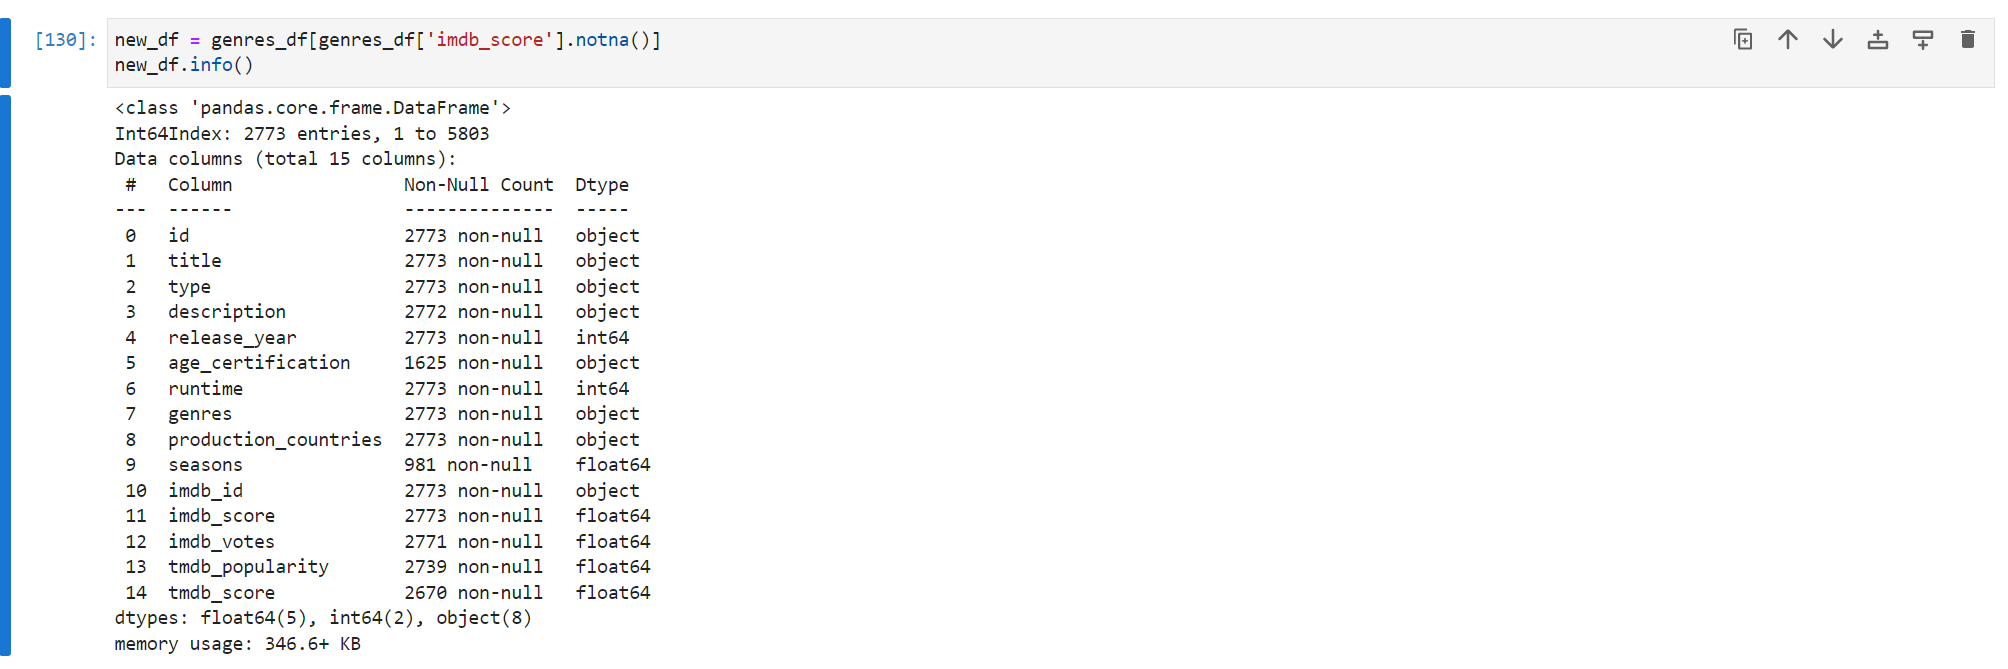 [130]: new_df = genres_df[genres_df['imdb_score'].notna()]
new_df.info()
<class 'pandas.core.frame.DataFrame'>
Int64Index: 2773 entries, 1 to 5803
Data columns (total 15 columns):
 #   Column                Non-Null Count  Dtype
---  ------                --------------  -----
 0   id                    2773 non-null   object
 1   title                 2773 non-null   object
 2   type                  2773 non-null   object
 3   description           2772 non-null   object
 4   release_year          2773 non-null   int64
 5   age_certification     1625 non-null   object
 6   runtime               2773 non-null   int64
 7   genres                2773 non-null   object
 8   production_countries  2773 non-null   object
 9   seasons               981 non-null    float64
 10  imdb_id               2773 non-null   object
 11  imdb_score            2773 non-null   float64
 12  imdb_votes            2771 non-null   float64
 13  tmdb_popularity       2739 non-null   float64
 14  tmdb_score            2670 non-null   float64
dtypes: float64(5), int64(2), object(8)
memory usage: 346.6+ KB